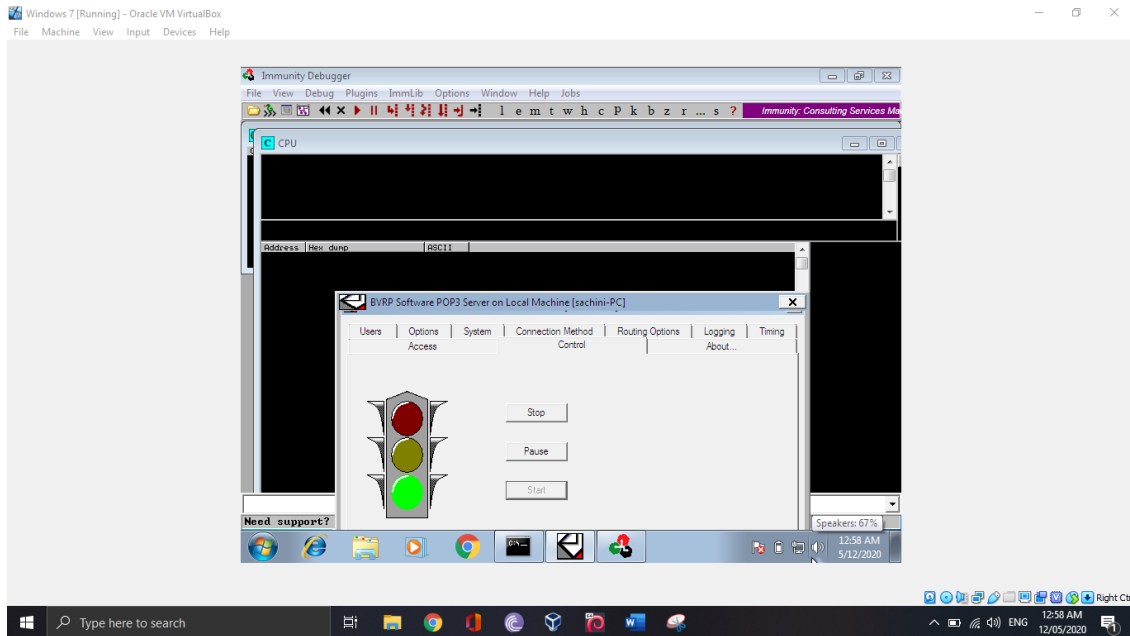 Windows 7 [Running] - Oracle VM VirtualBox
File Machine View Input Devices Help
Immunity Debugger
File View Debug Plugins ImmLib Options Window Help Jobs
l e m t w h c P k b z r ... s ?
Immunity: Consulting Services Ma
CPU
Address Hex dump ASCII
BVRP Software POP3 Server on Local Machine [sachini-PC]
Users Options System Connection Method Routing Options Logging Timing
Access Control About...
Stop
Pause
Start
Need support?
Speakers: 67%
12:58 AM
5/12/2020
Right Ct
Type here to search
ENG
12:58 AM
12/05/2020